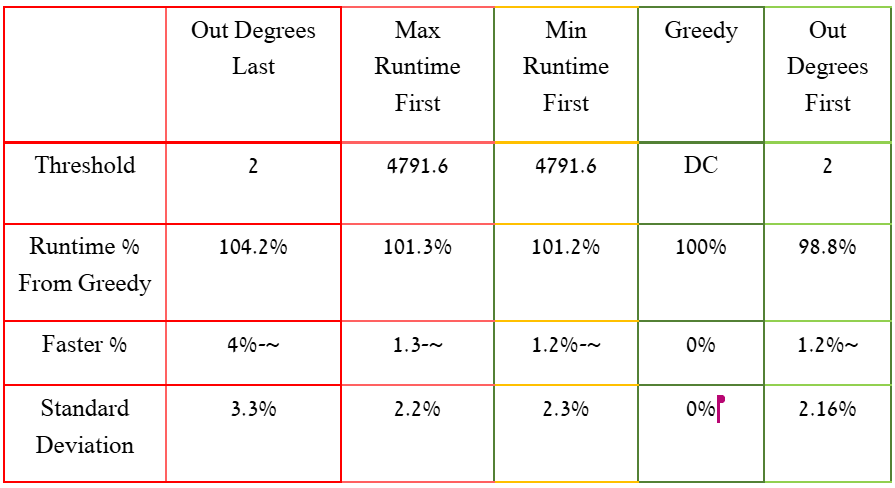 Out Degrees Last
Max Runtime First
Min Runtime First
Greedy
Out Degrees First
Threshold
2
4791.6
4791.6
DC
2
Runtime % From Greedy
104.2%
101.3%
101.2%
100%
98.8%
Faster %
4%-~
1.3-~
1.2%-~
0%
1.2%~
Standard Deviation
3.3%
2.2%
2.3%
0%
2.16%